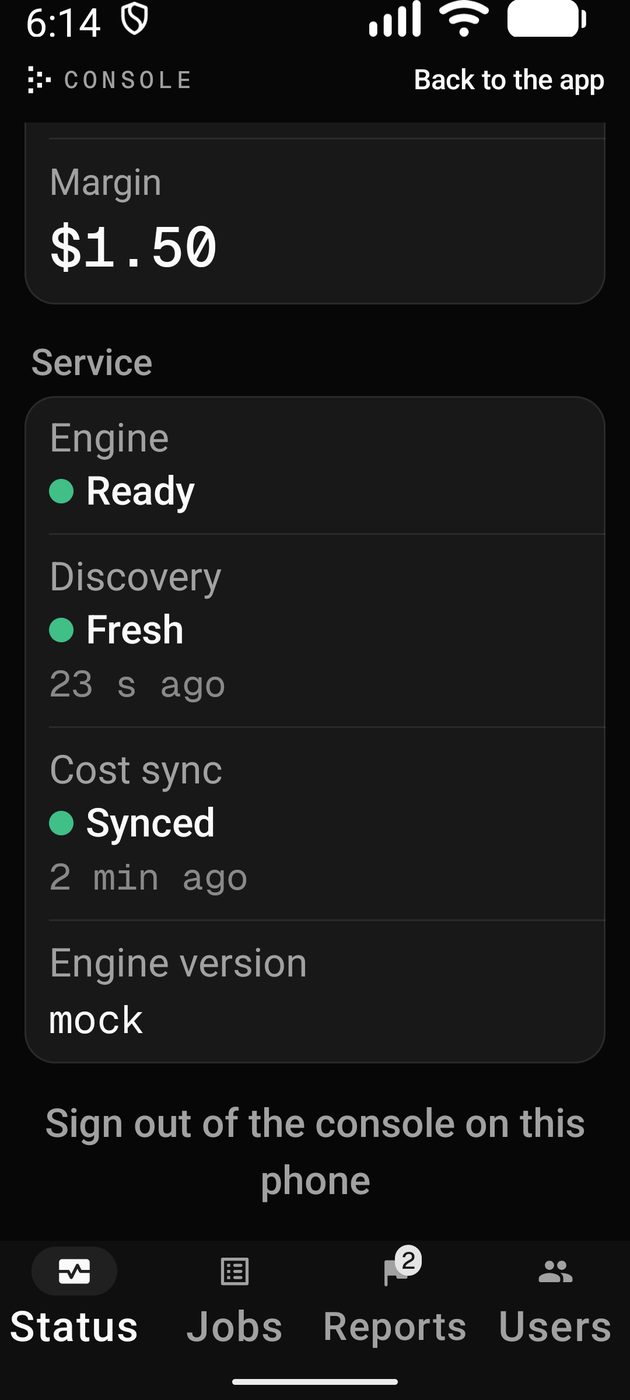 6:14
CONSOLE
Back to the app
Margin
$1.50
Service
Engine
Ready
Discovery
Fresh
23 s ago
Cost sync
Synced
2 min ago
Engine version
mock
Sign out of the console on this
phone
2
Status
Jobs
Reports
Users